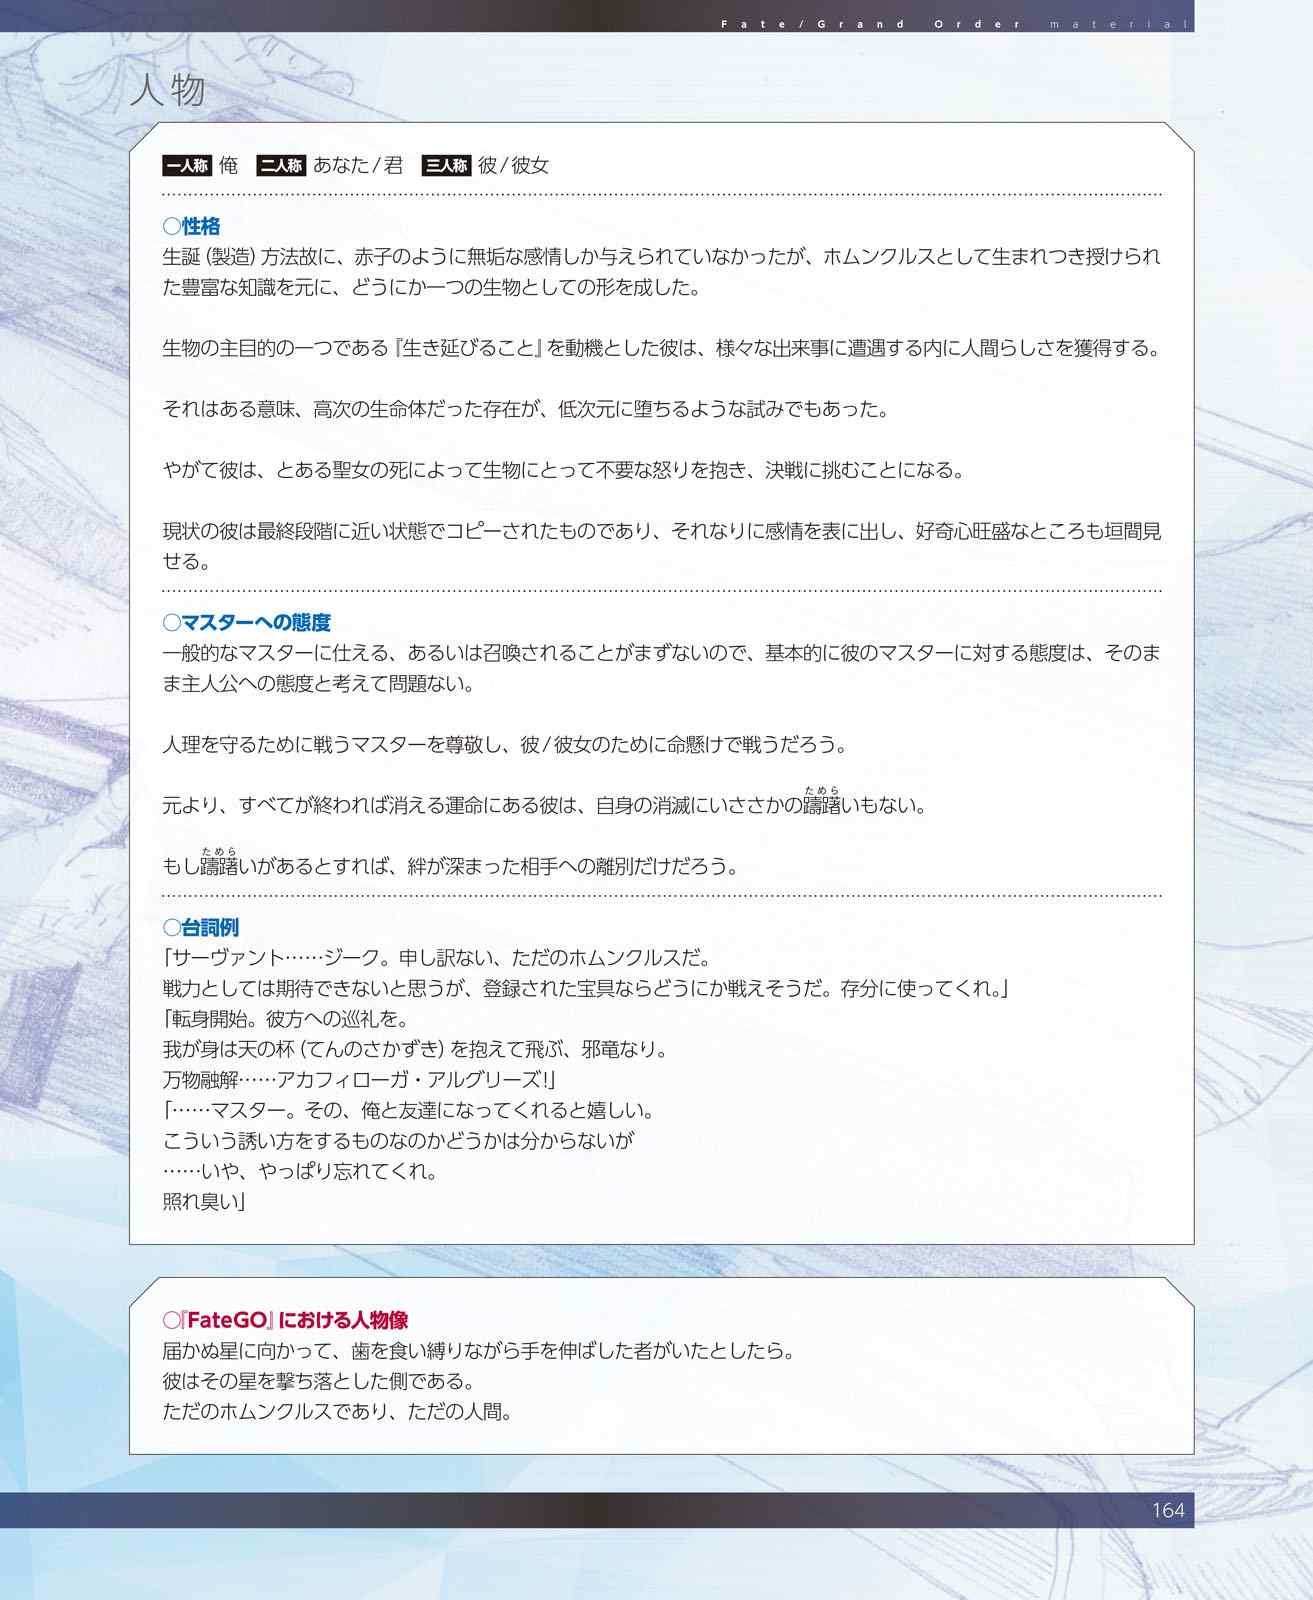 Fate/Grand Order material
人物
一人称 俺 二人称 あなた/君 三人称 彼/彼女
○性格
生誕(製造)方法故に、赤子のように無垢な感情しか与えられていなかったが、ホムンクルスとして生まれつき授けられ
た豊富な知識を元に、どうにか一つの生物としての形を成した。
生物の主目的の一つである『生き延びること』を動機とした彼は、様々な出来事に遭遇する内に人間らしさを獲得する。
それはある意味、高次の生命体だった存在が、低次元に堕ちるような試みでもあった。
やがて彼は、とある聖女の死によって生物にとって不要な怒りを抱き、決戦に挑むことになる。
現状の彼は最終段階に近い状態でコピーされたものであり、それなりに感情を表に出し、好奇心旺盛なところも垣間見
せる。
○マスターへの態度
一般的なマスターに仕える、あるいは召喚されることがまずないので、基本的に彼のマスターに対する態度は、そのま
ま主人公への態度と考えて問題ない。
人理を守るために戦うマスターを尊敬し、彼/彼女のために命懸けで戦うだろう。
ためら
元より、すべてが終われば消える運命にある彼は、自身の消滅にいささかの躊躇いもない。
ためら
もし躊躇いがあるとすれば、絆が深まった相手への離別だけだろう。
○台詞例
「サーヴァント……ジーク。申し訳ない、ただのホムンクルスだ。
戦力としては期待できないと思うが、登録された宝具ならどうにか戦えそうだ。存分に使ってくれ。」
「転身開始。彼方への巡礼を。
我が身は天の杯(てんのさかずき)を抱えて飛ぶ、邪竜なり。
万物融解……アカフィローガ・アルグリーズ!」
「……マスター。その、俺と友達になってくれると嬉しい。
こういう誘い方をするものなのかどうかは分からないが
……いや、やっぱり忘れてくれ。
照れ臭い」
○『FateGO』における人物像
届かぬ星に向かって、歯を食い縛りながら手を伸ばした者がいたとしたら。
彼はその星を撃ち落とした側である。
ただのホムンクルスであり、ただの人間。
164